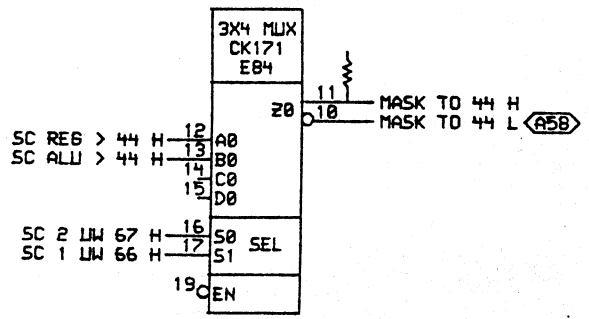 3X4 MUX
CK171
E84
Z0
11
MASK TO 44 H
10
MASK TO 44 L
A5B
SC REG > 44 H
12
A0
SC ALU > 44 H
13
B0
14
C0
15
D0
SC 2 UW 67 H
16
S0
SEL
SC 1 UW 66 H
17
S1
19
EN